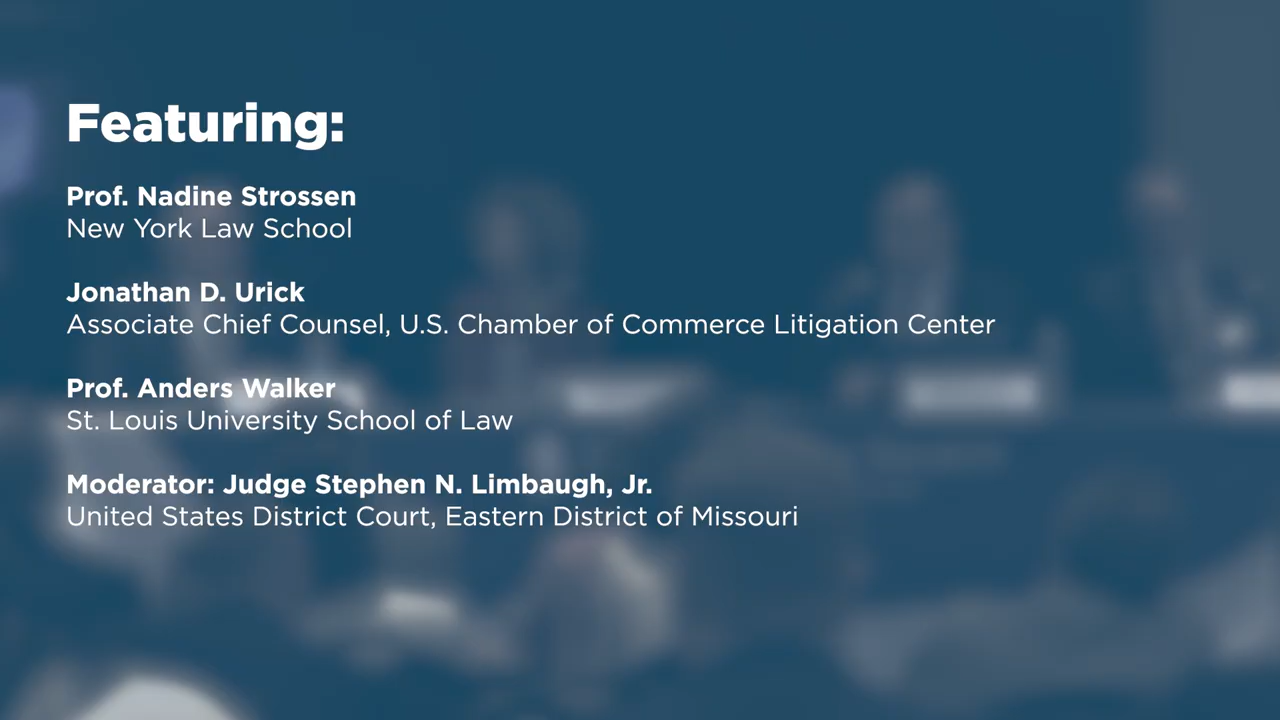 Featuring:
Prof. Nadine Strossen
New York Law School
Jonathan D. Urick
Associate Chief Counsel, U.S. Chamber of Commerce Litigation Center
Prof. Anders Walker
St. Louis University School of Law
Moderator: Judge Stephen N. Limbaugh, Jr.
United States District Court, Eastern District of Missouri